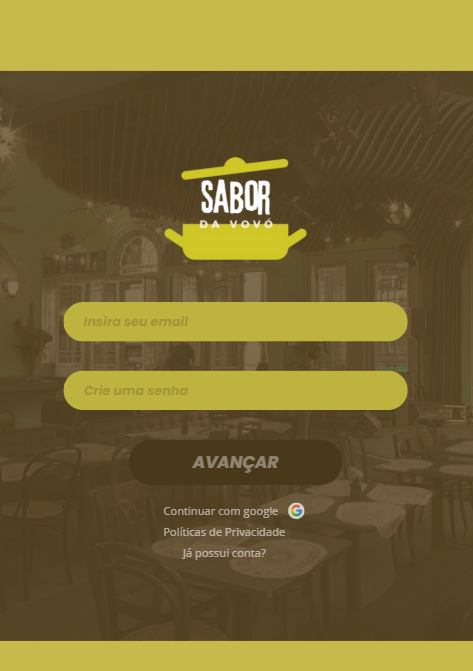 SABOR
DA VOVÓ
Insira seu email
Crie uma senha
AVANÇAR
Continuar com google
Políticas de Privacidade
Já possui conta?